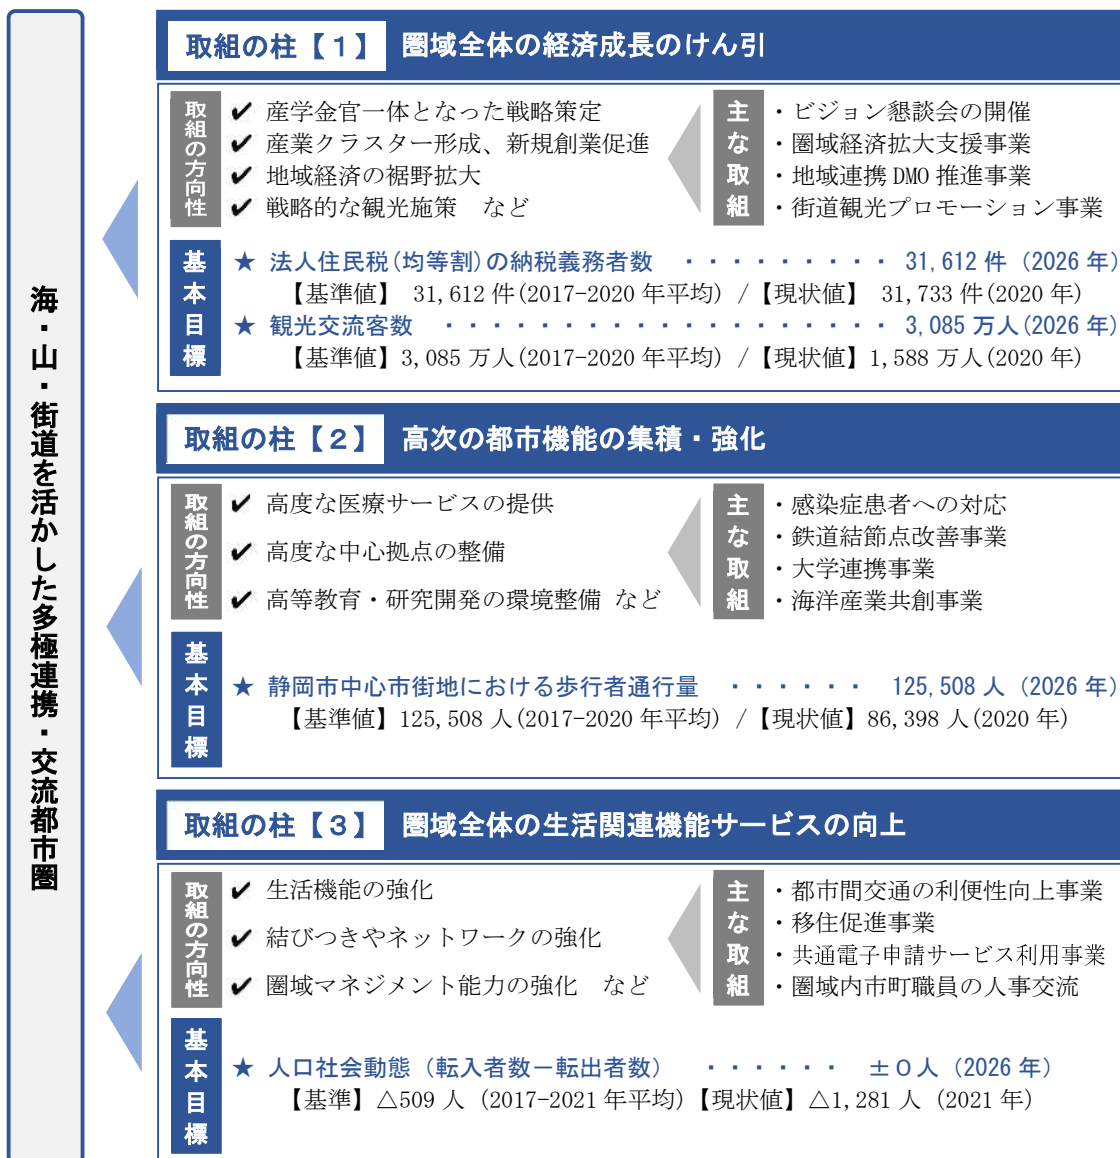 海・山・街道を活かした多極連携・交流都市圏
取組の柱【１】 圏域全体の経済成長のけん引
取組の方向性
✔ 産学金官一体となった戦略策定
✔ 産業クラスター形成、新規創業促進
✔ 地域経済の裾野拡大
✔ 戦略的な観光施策　など
主な取組
・ビジョン懇談会の開催
・圏域経済拡大支援事業
・地域連携 DMO 推進事業
・街道観光プロモーション事業
基本目標
★ 法人住民税(均等割)の納税義務者数 ・・・・・・・・・ 31,612 件 (2026 年)
【基準値】 31,612 件(2017-2020 年平均) /【現状値】 31,733 件(2020 年)
★ 観光交流客数 ・・・・・・・・・・・・・・・・・・ 3,085 万人(2026 年)
【基準値】3,085 万人(2017-2020 年平均) /【現状値】1,588 万人(2020 年)
取組の柱【２】 高次の都市機能の集積・強化
取組の方向性
✔ 高度な医療サービスの提供
✔ 高度な中心拠点の整備
✔ 高等教育・研究開発の環境整備 など
主な取組
・感染症患者への対応
・鉄道結節点改善事業
・大学連携事業
・海洋産業共創事業
基本目標
★ 静岡市中心市街地における歩行者通行量 ・・・・・・ 125,508 人 (2026 年)
【基準値】125,508 人(2017-2020 年平均) /【現状値】86,398 人(2020 年)
取組の柱【３】 圏域全体の生活関連機能サービスの向上
取組の方向性
✔ 生活機能の強化
✔ 結びつきやネットワークの強化
✔ 圏域マネジメント能力の強化　など
主な取組
・都市間交通の利便性向上事業
・移住促進事業
・共通電子申請サービス利用事業
・圏域内市町職員の人事交流
基本目標
★ 人口社会動態（転入者数－転出者数） ・・・・・・ ±０人 (2026 年)
【基準】△509 人 (2017-2021 年平均)【現状値】△1,281 人 (2021 年)